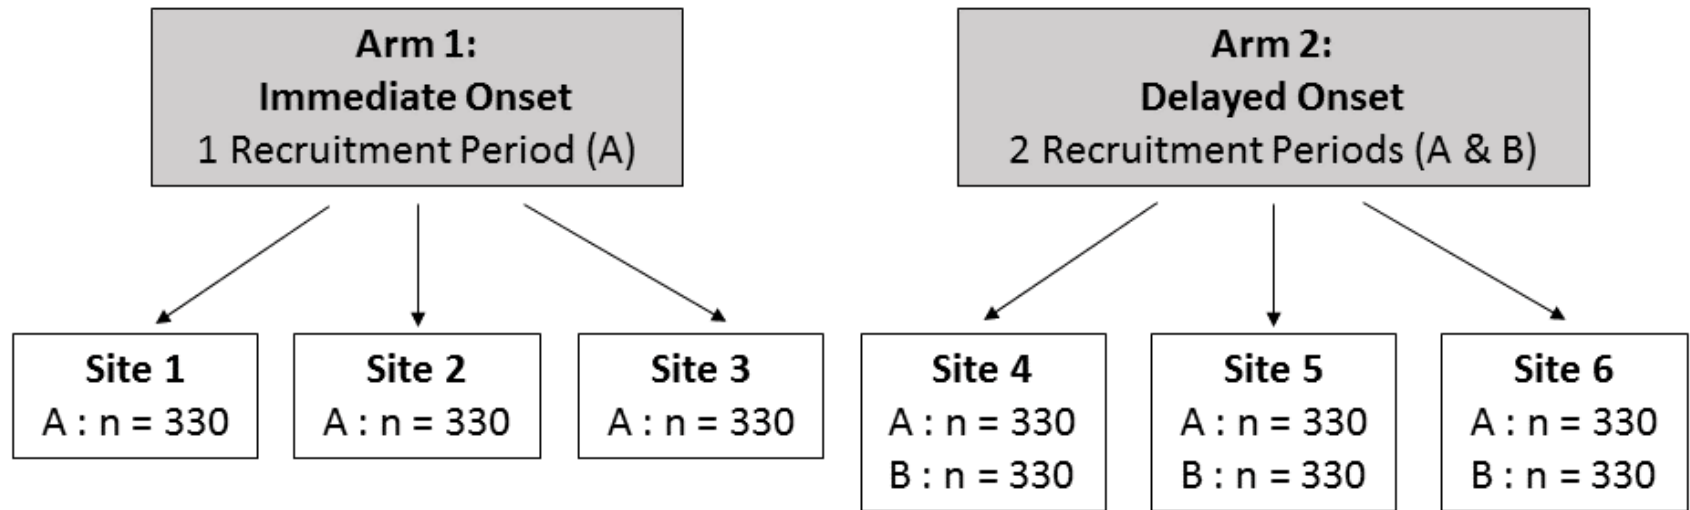 Arm 1:
Immediate Onset
1 Recruitment Period (A)
Arm 2:
Delayed Onset
2 Recruitment Periods (A & B)
Site 1
A : n = 330
Site 2
A : n = 330
Site 3
A : n = 330
Site 4
A : n = 330
B : n = 330
Site 5
A : n = 330
B : n = 330
Site 6
A : n = 330
B : n = 330